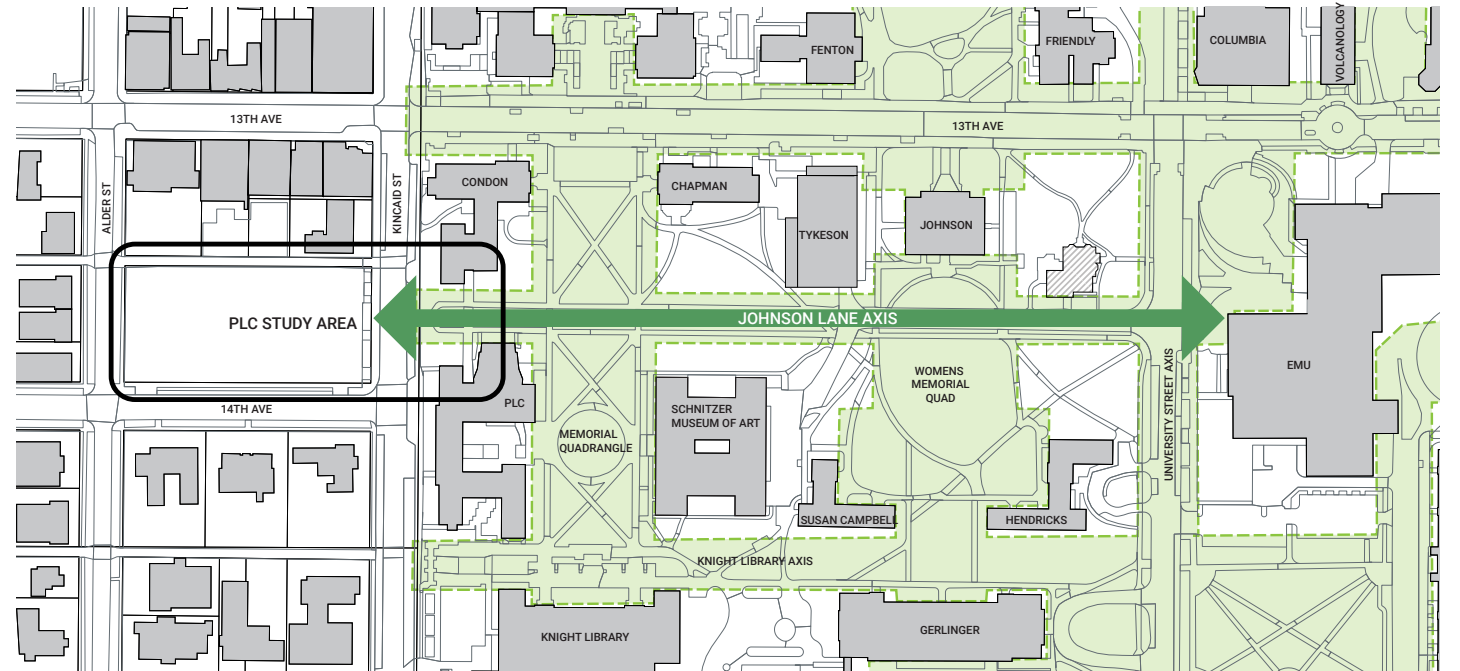 FENTON
FRIENDLY
COLUMBIA
VOLCANOLOGY
13TH AVE
13TH AVE
ALDER ST
KINCAID ST
CONDON
CHAPMAN
TYKESON
JOHNSON
PLC STUDY AREA
JOHNSON LANE AXIS
UNIVERSITY STREET AXIS
EMU
WOMENS
MEMORIAL
QUAD
14TH AVE
PLC
SCHNITZER
MUSEUM OF ART
MEMORIAL
QUADRANGLE
SUSAN CAMPBELL
HENDRICKS
KNIGHT LIBRARY AXIS
KNIGHT LIBRARY
GERLINGER